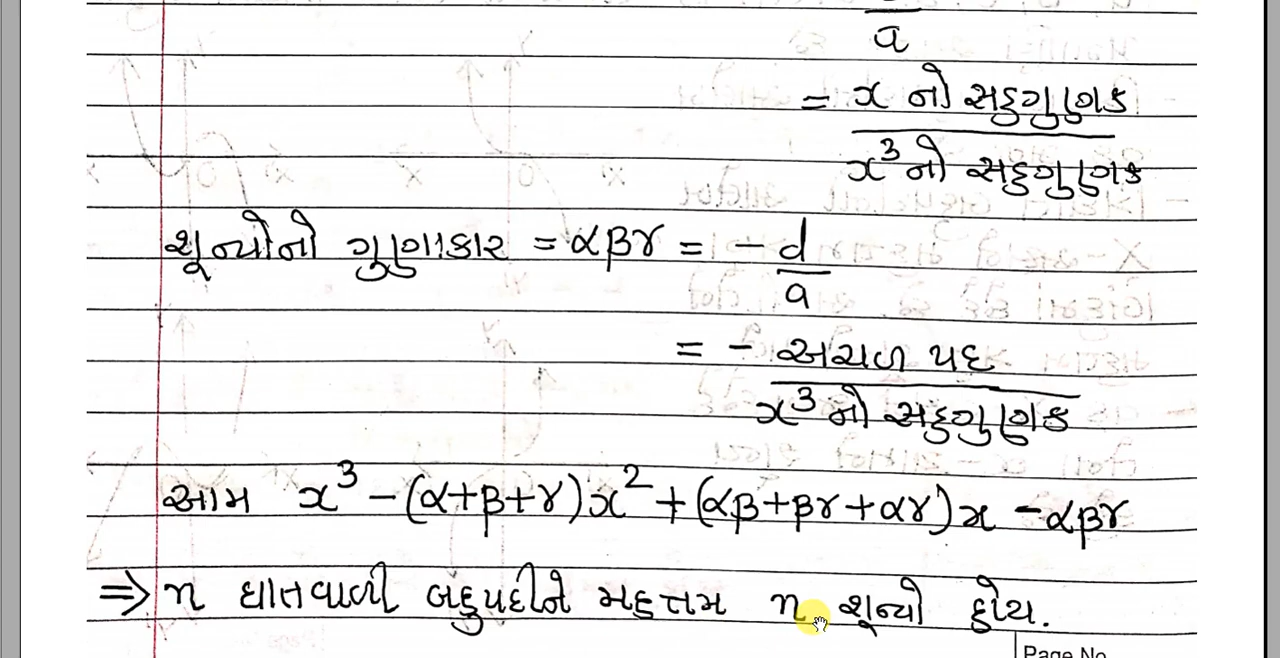 a
= x નો સહગુણક
x³ નો સહગુણક
શૂન્યોનો ગુણાકાર = αβγ = - d
a
= - અચળ પદ
x³ નો સહગુણક
આમ x³ - (α+β+γ)x² + (αβ+βγ+αγ)x - αβγ
⇒ n ઘાતવાળી બહુપદીને મહત્તમ n શૂન્યો હોય.
Page No